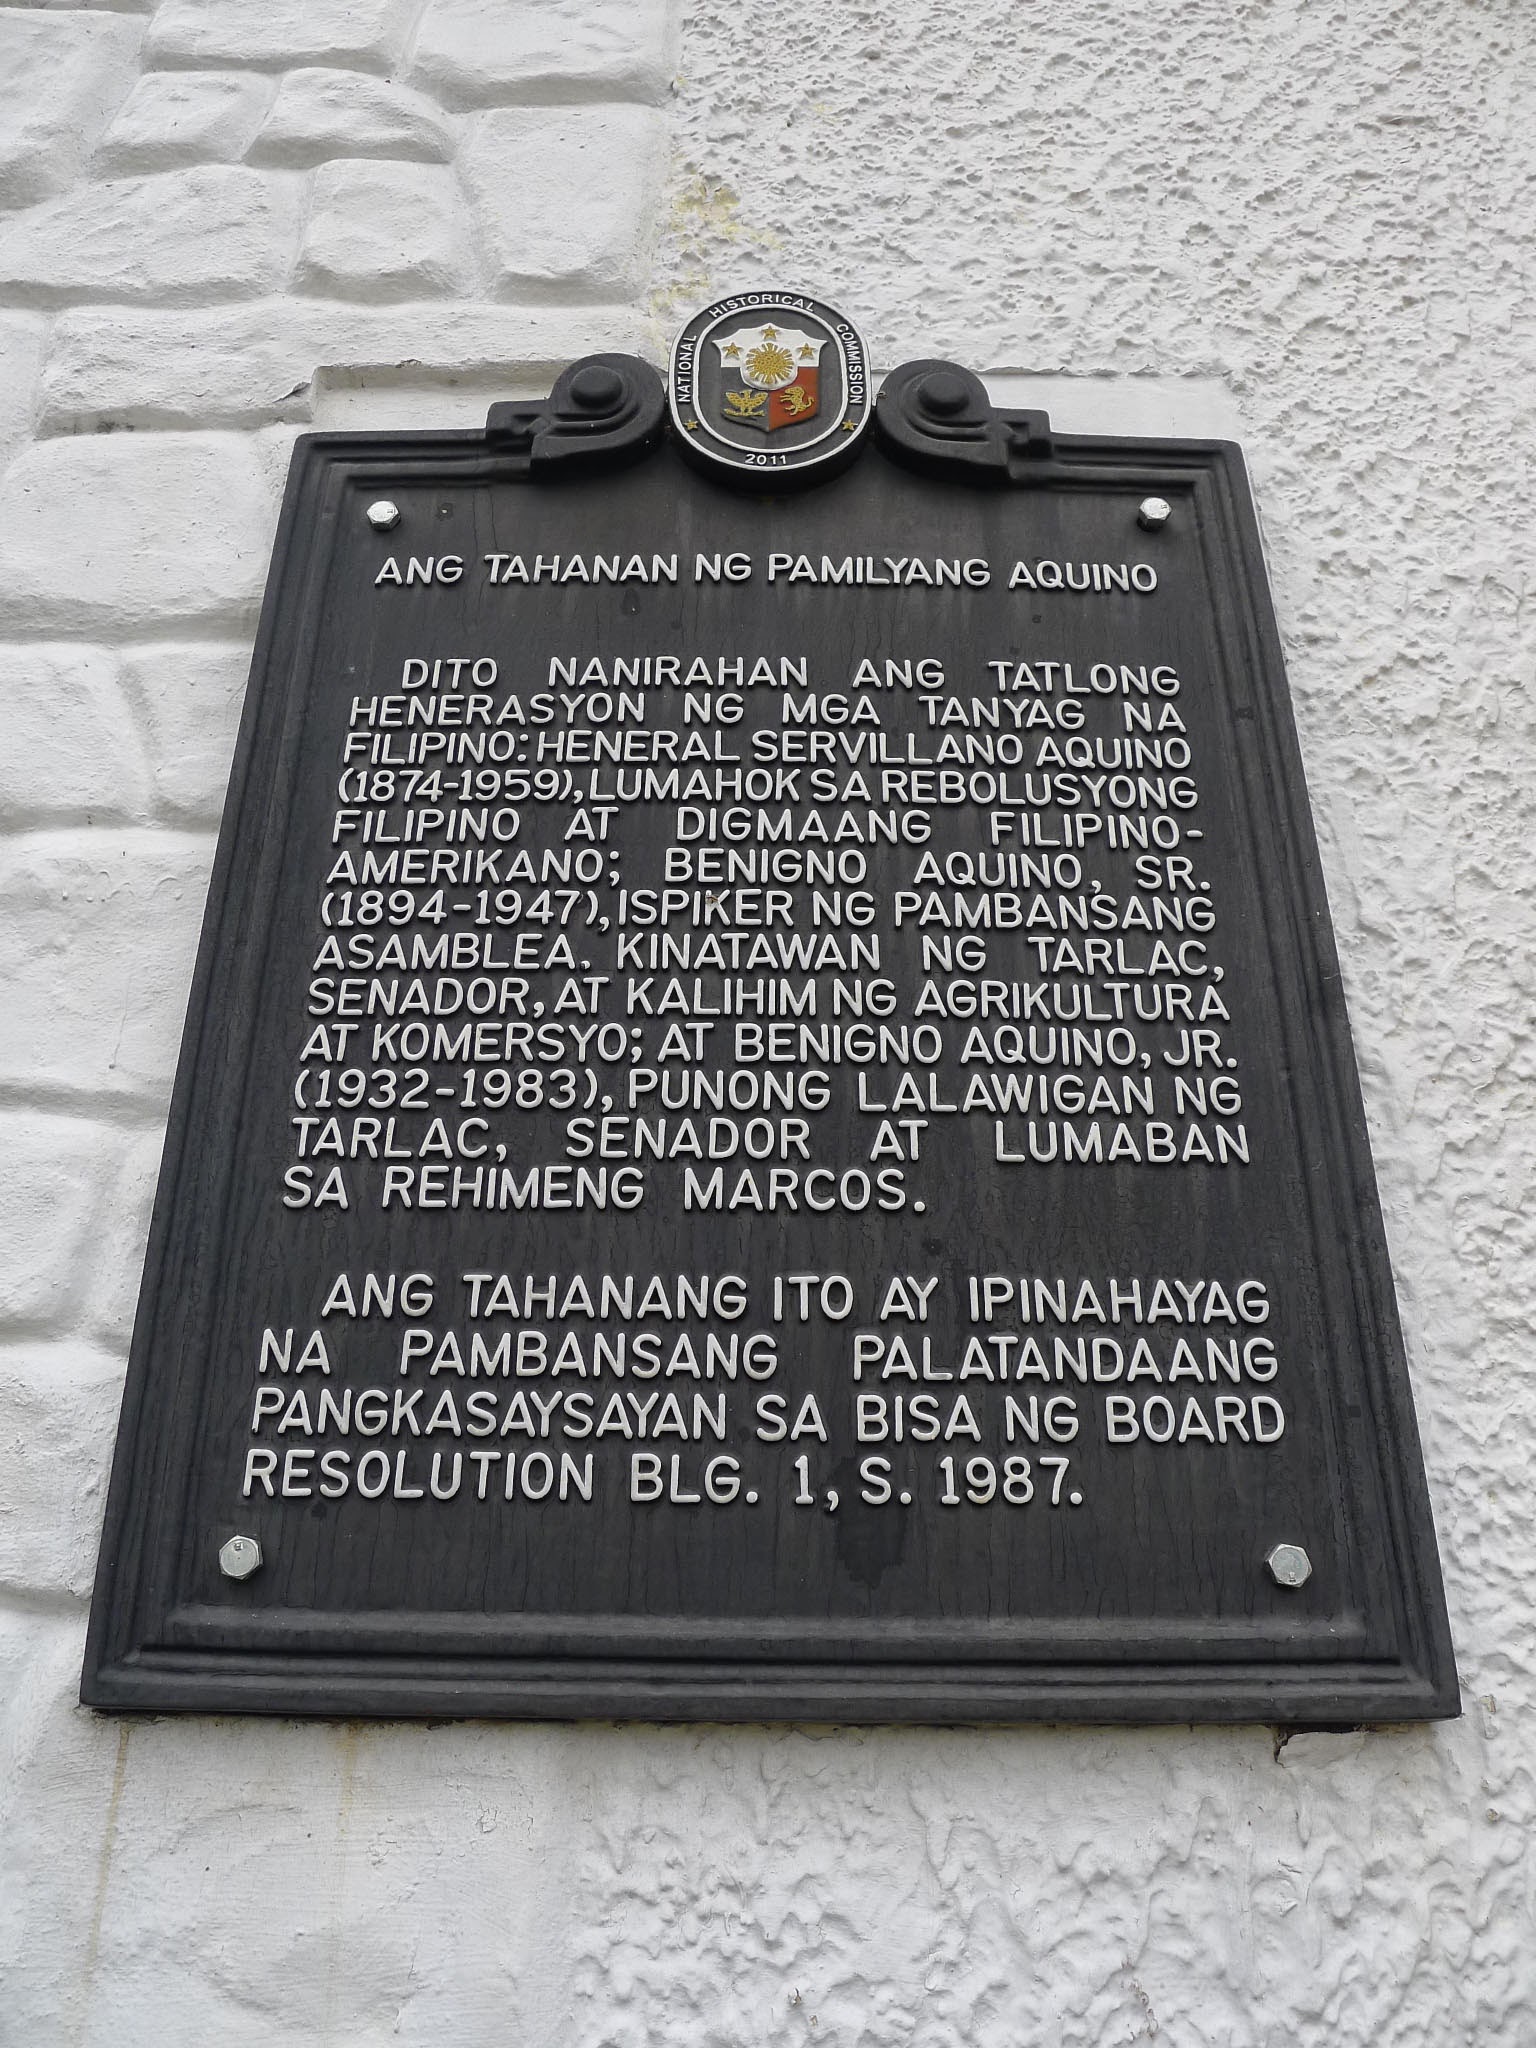 NATIONAL HISTORICAL COMMISSION
2011
ANG TAHANAN NG PAMILYANG AQUINO
DITO NANIRAHAN ANG TATLONG
HENERASYON NG MGA TANYAG NA
FILIPINO: HENERAL SERVILLANO AQUINO
(1874-1959), LUMAHOK SA REBOLUSYONG
FILIPINO AT DIGMAANG FILIPINO-
AMERIKANO; BENIGNO AQUINO, SR.
(1894-1947), ISPIKER NG PAMBANSANG
ASAMBLEA, KINATAWAN NG TARLAC,
SENADOR, AT KALIHIM NG AGRIKULTURA
AT KOMERSYO; AT BENIGNO AQUINO, JR.
(1932-1983), PUNONG LALAWIGAN NG
TARLAC, SENADOR AT LUMABAN
SA REHIMENG MARCOS.
ANG TAHANANG ITO AY IPINAHAYAG
NA PAMBANSANG PALATANDAANG
PANGKASAYSAYAN SA BISA NG BOARD
RESOLUTION BLG. 1, S. 1987.